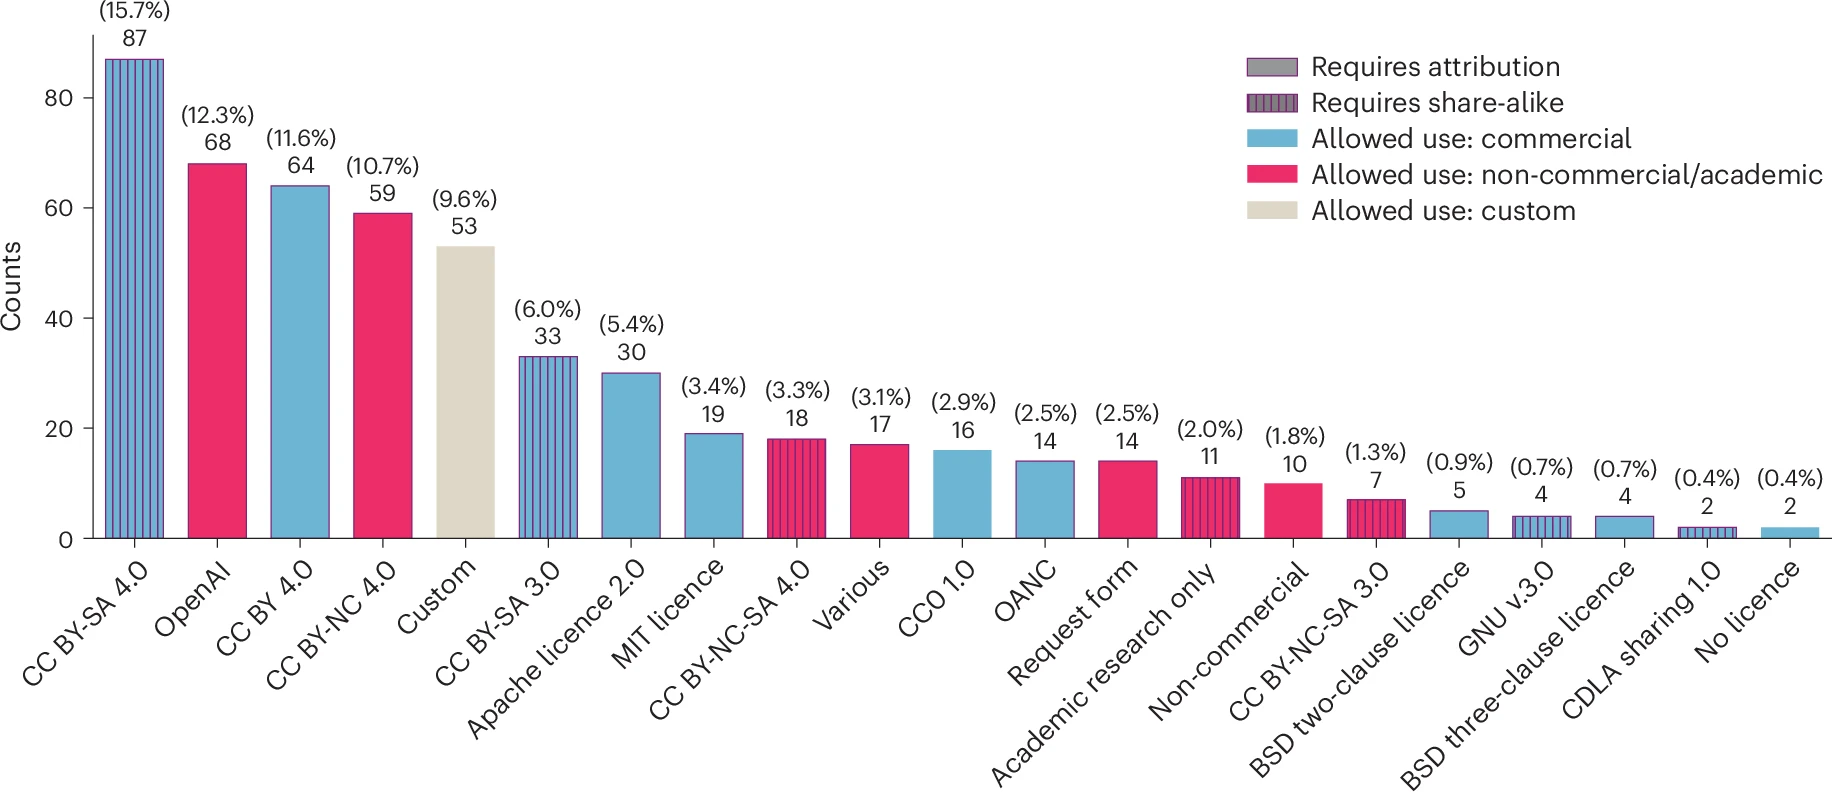 (15.7%)
87
(12.3%)
68
(11.6%)
64
(10.7%)
59
(9.6%)
53
(6.0%)
33
(5.4%)
30
(3.4%)
19
(3.3%)
18
(3.1%)
17
(2.9%)
16
(2.5%)
14
(2.5%)
14
(2.0%)
11
(1.8%)
10
(1.3%)
7
(0.9%)
5
(0.7%)
4
(0.7%)
4
(0.4%)
2
(0.4%)
2
Requires attribution
Requires share-alike
Allowed use: commercial
Allowed use: non-commercial/academic
Allowed use: custom
Counts
80
60
40
20
0
CC BY-SA 4.0
OpenAI
CC BY 4.0
CC BY-NC 4.0
Custom
CC BY-SA 3.0
Apache licence 2.0
MIT licence
CC BY-NC-SA 4.0
Various
CC0 1.0
OANC
Request form
Academic research only
Non-commercial
CC BY-NC-SA 3.0
BSD two-clause licence
GNU v.3.0
BSD three-clause licence
CDLA sharing 1.0
No licence